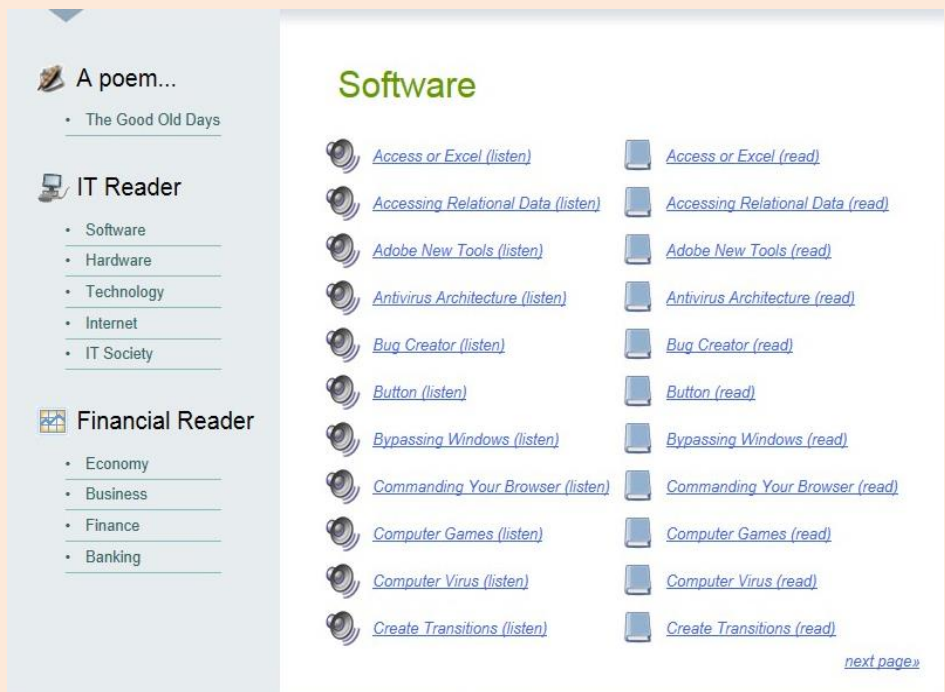 A poem...
• The Good Old Days
IT Reader
• Software
• Hardware
• Technology
• Internet
• IT Society
Financial Reader
• Economy
• Business
• Finance
• Banking
Software
Access or Excel (listen) Access or Excel (read)
Accessing Relational Data (listen) Accessing Relational Data (read)
Adobe New Tools (listen) Adobe New Tools (read)
Antivirus Architecture (listen) Antivirus Architecture (read)
Bug Creator (listen) Bug Creator (read)
Button (listen) Button (read)
Bypassing Windows (listen) Bypassing Windows (read)
Commanding Your Browser (listen) Commanding Your Browser (read)
Computer Games (listen) Computer Games (read)
Computer Virus (listen) Computer Virus (read)
Create Transitions (listen) Create Transitions (read)
next page»